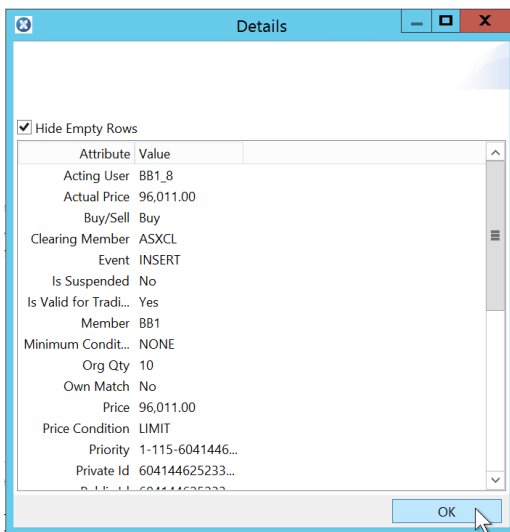 Details
Hide Empty Rows
Attribute Value
Acting User BB1_8
Actual Price 96,011.00
Buy/Sell Buy
Clearing Member ASXCL
Event INSERT
Is Suspended No
Is Valid for Tradi... Yes
Member BB1
Minimum Condit... NONE
Org Qty 10
Own Match No
Price 96,011.00
Price Condition LIMIT
Priority 1-115-6041446...
Private Id 604144625233...
OK